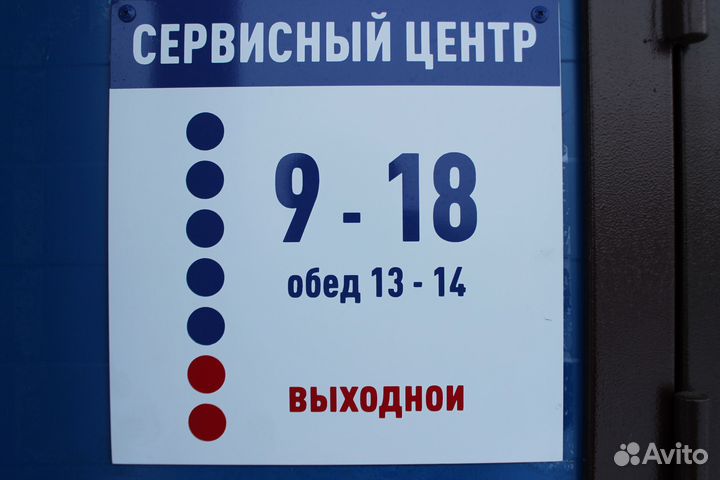 СЕРВИСНЫЙ ЦЕНТР
9 - 18
обед 13 - 14
ВЫХОДНОИ
Avito